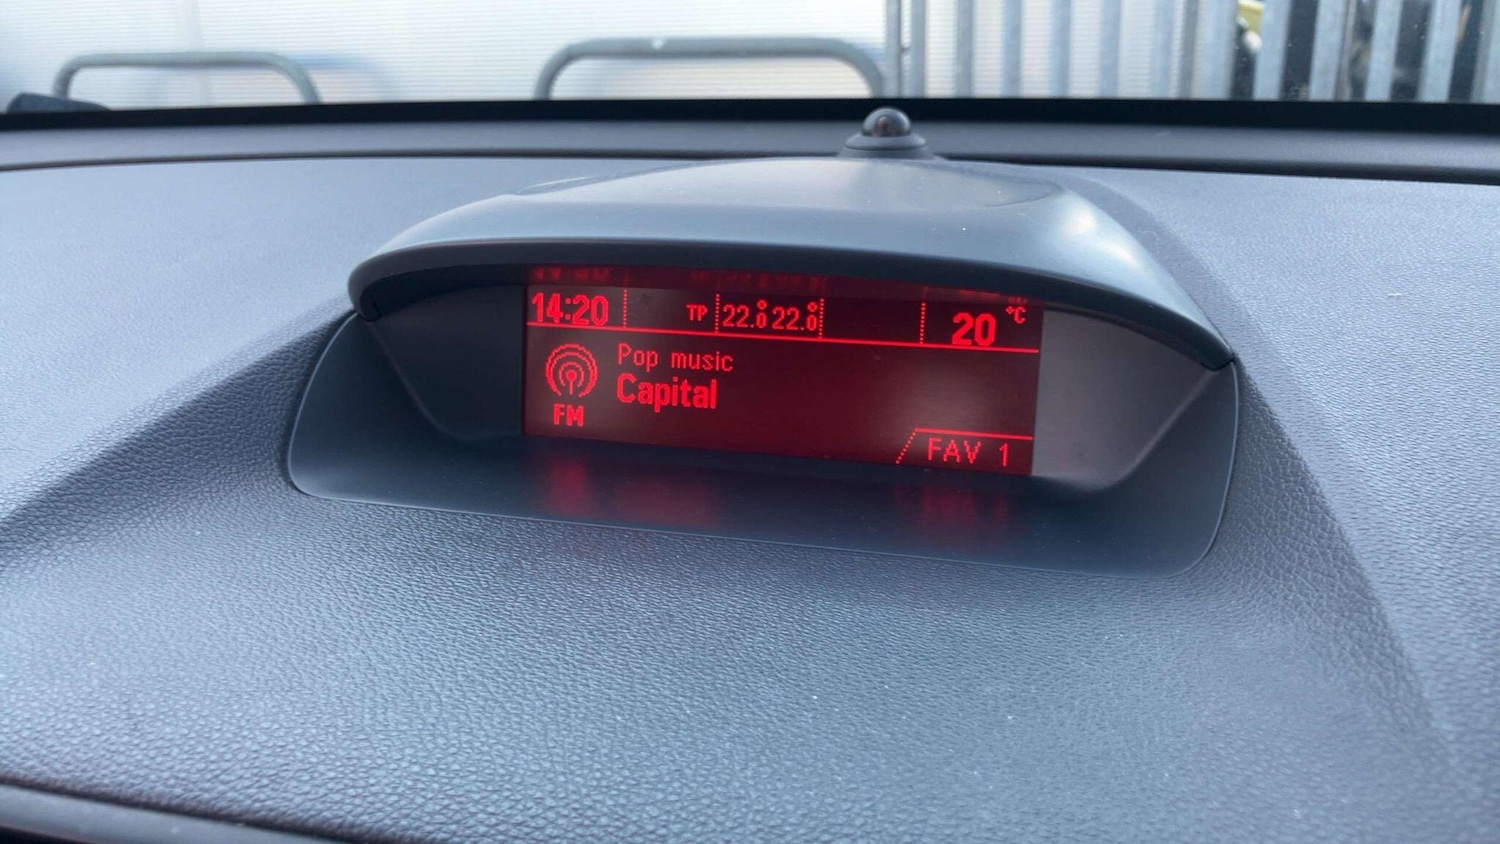 14:20 TP 22.0° 22.0° 20 °C
Pop music
Capital
FM
FAV 1